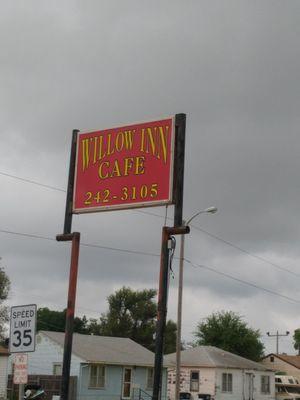 WILLOW INN
CAFE
242-3105
SPEED
LIMIT
35